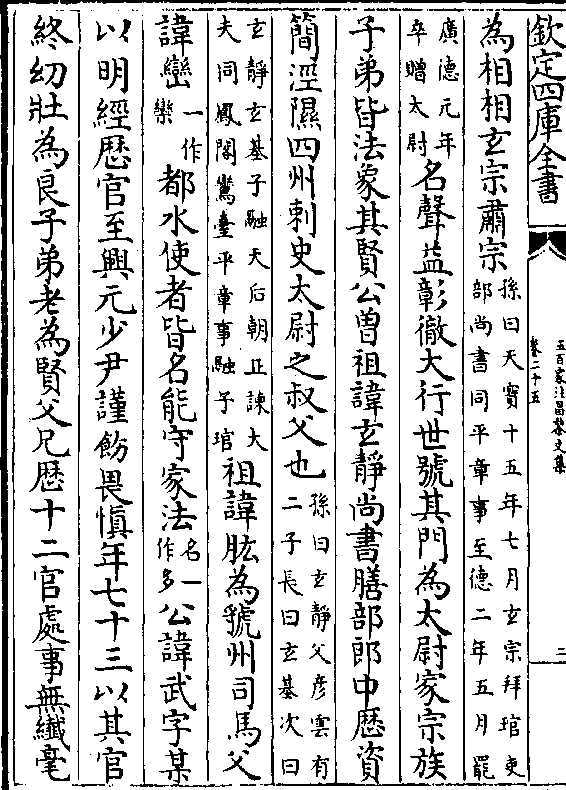 欽定四庫全書
五百家注昌黎文集
卷二十五
三
為相相玄宗肅宗孫曰天寶十五年七月玄宗拜琯吏部尚書同平章事至德二年五月罷
廣德元年卒贈太尉名聲益彰徹大行世號其門為太尉家宗族
子弟皆法象其賢公曽祖諱玄靜尚書膳部郎中歴資
簡涇隰四州刺史太尉之叔父也孫曰玄靜父彦雲有二子長曰玄基次曰
玄靜玄基子融天后朝正諫大夫同鳳閣鸞臺平章事融子琯祖諱肱為虢州司馬父
諱巒一作欒都水使者皆名能守家法名一作多公諱武字某
以明經歴官至興元少尹謹飭畏慎年七十三以其官
終幼壯為良子弟老為賢父兄歴十二官處事無纎毫